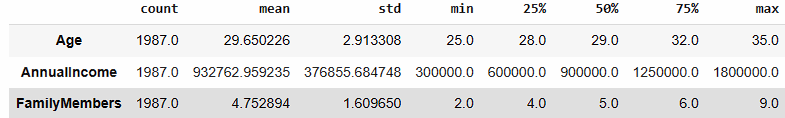 count mean std min 25% 50% 75% max
Age 1987.0 29.650226 2.913308 25.0 28.0 29.0 32.0 35.0
AnnualIncome 1987.0 932762.959235 376855.684748 300000.0 600000.0 900000.0 1250000.0 1800000.0
FamilyMembers 1987.0 4.752894 1.609650 2.0 4.0 5.0 6.0 9.0